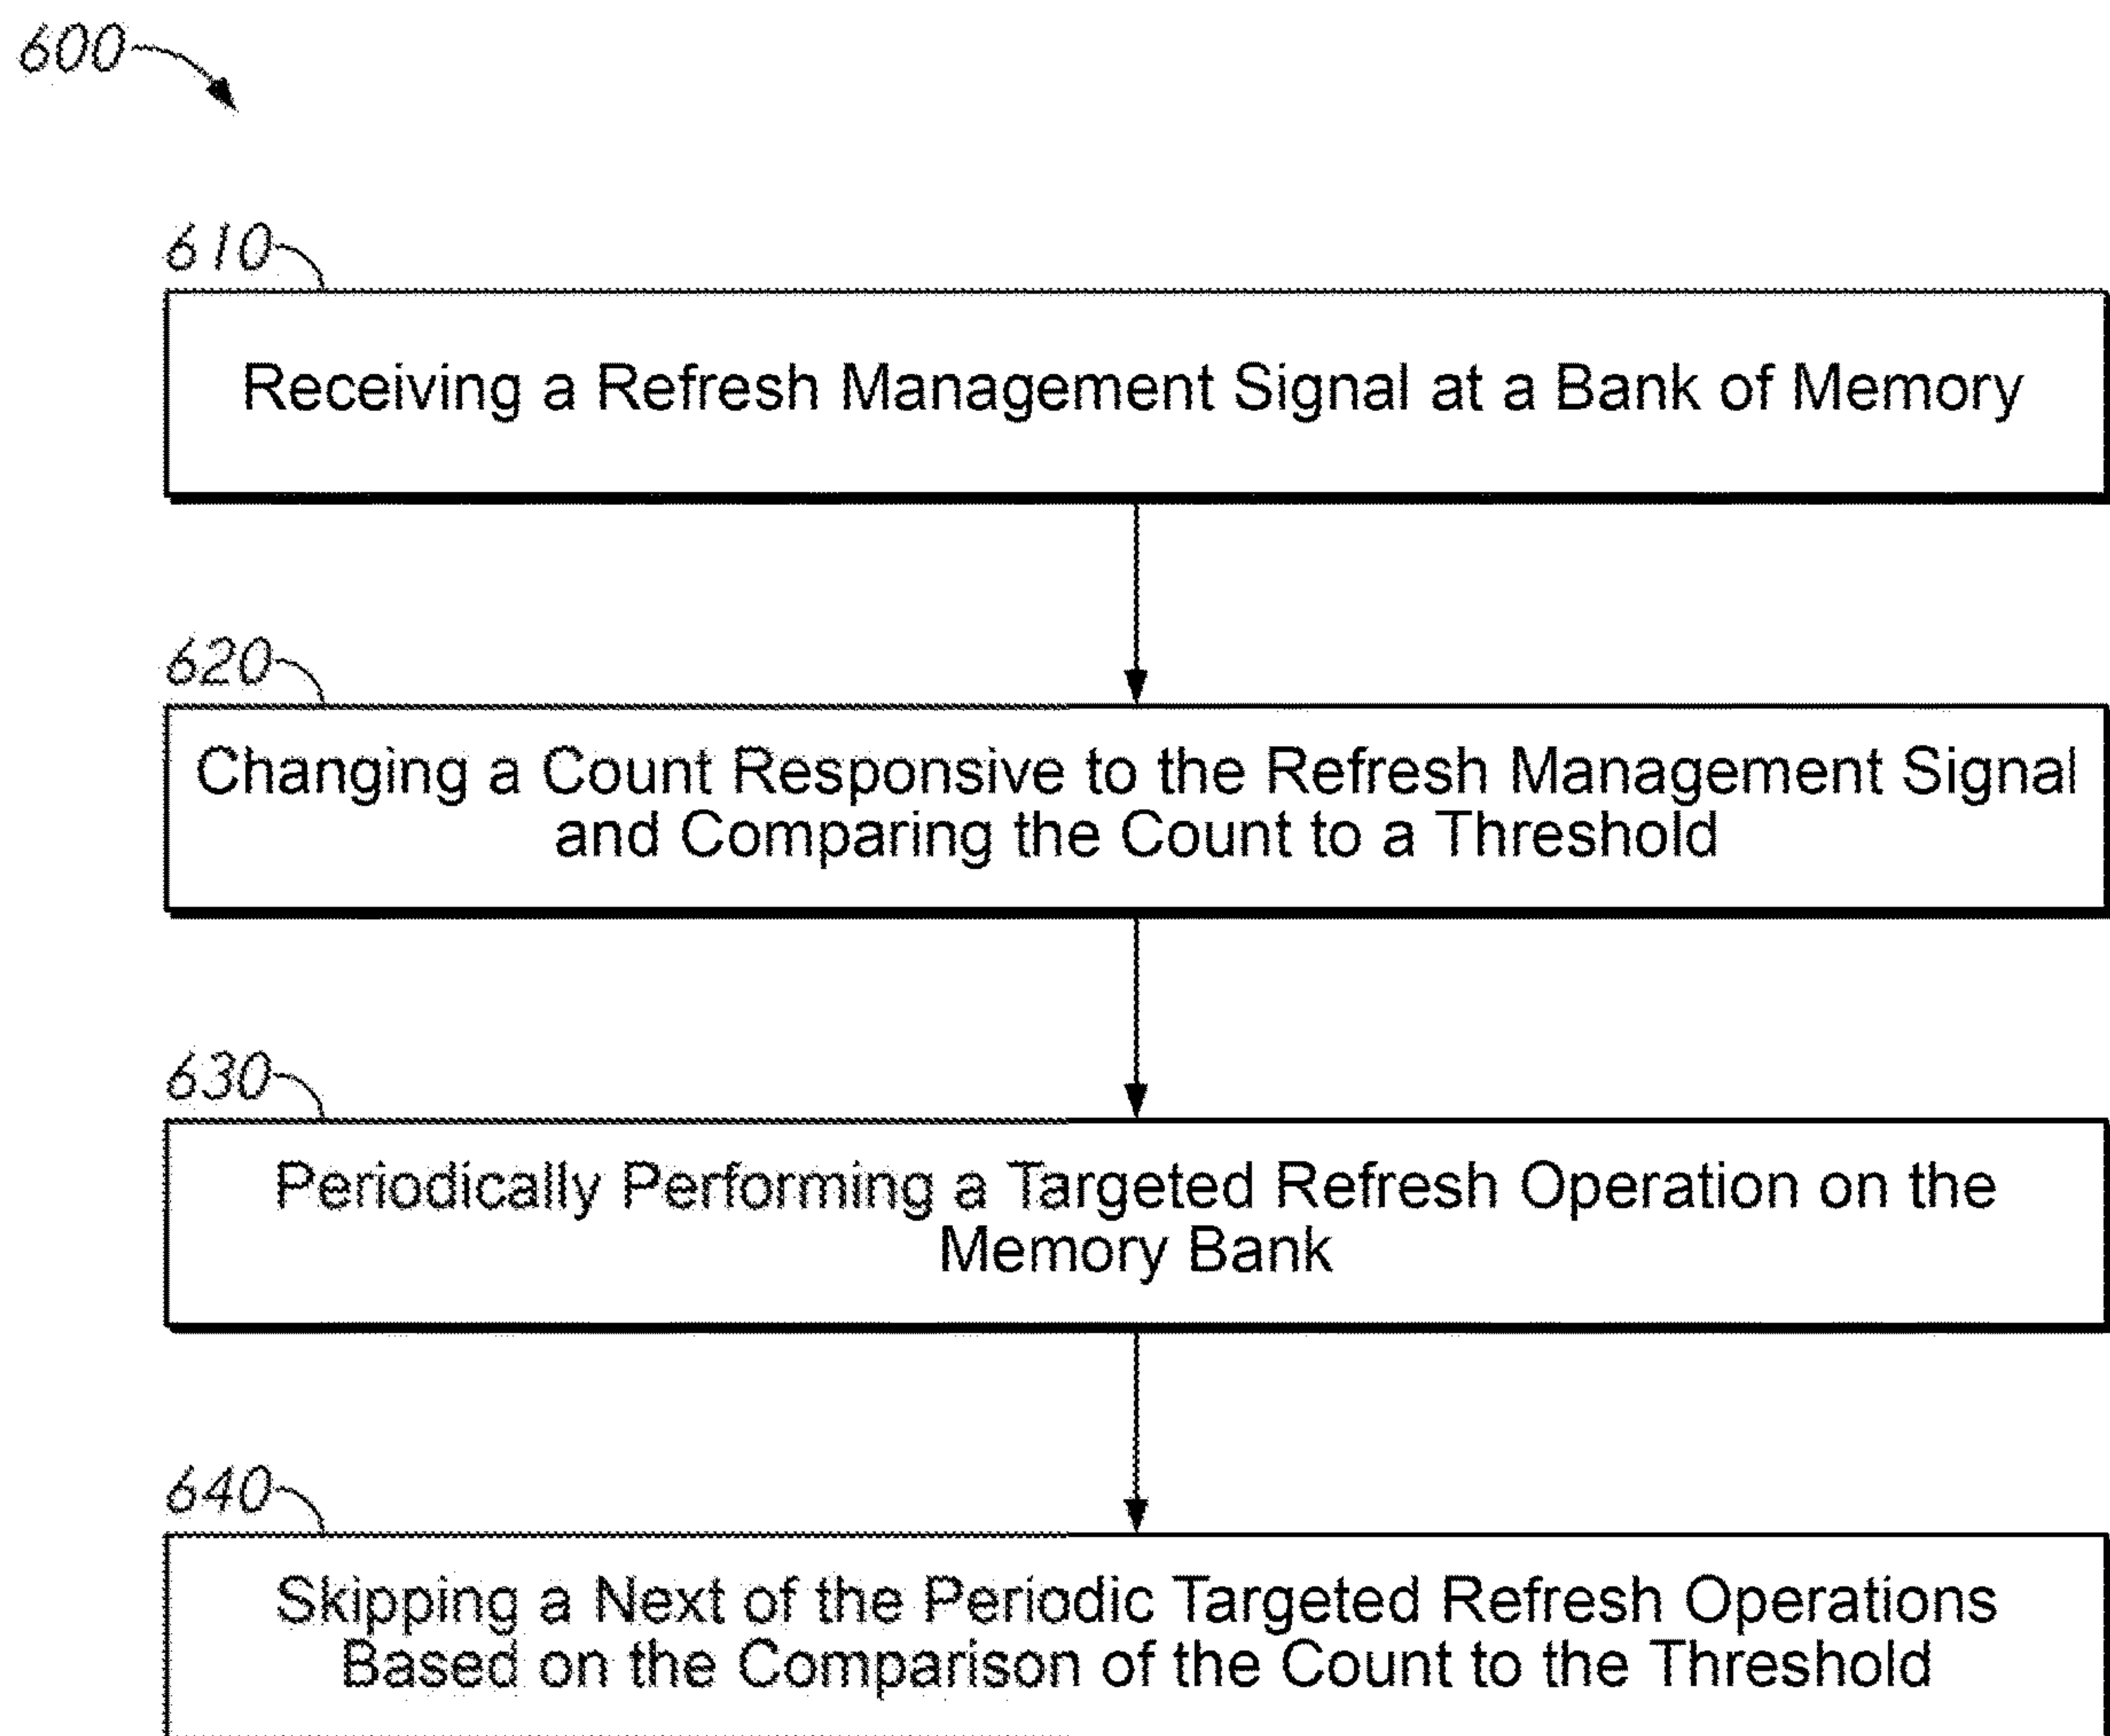 600
610
Receiving a Refresh Management Signal at a Bank of Memory
620
Changing a Count Responsive to the Refresh Management Signal
and Comparing the Count to a Threshold
630
Periodically Performing a Targeted Refresh Operation on the
Memory Bank
640
Skipping a Next of the Periodic Targeted Refresh Operations
Based on the Comparison of the Count to the Threshold